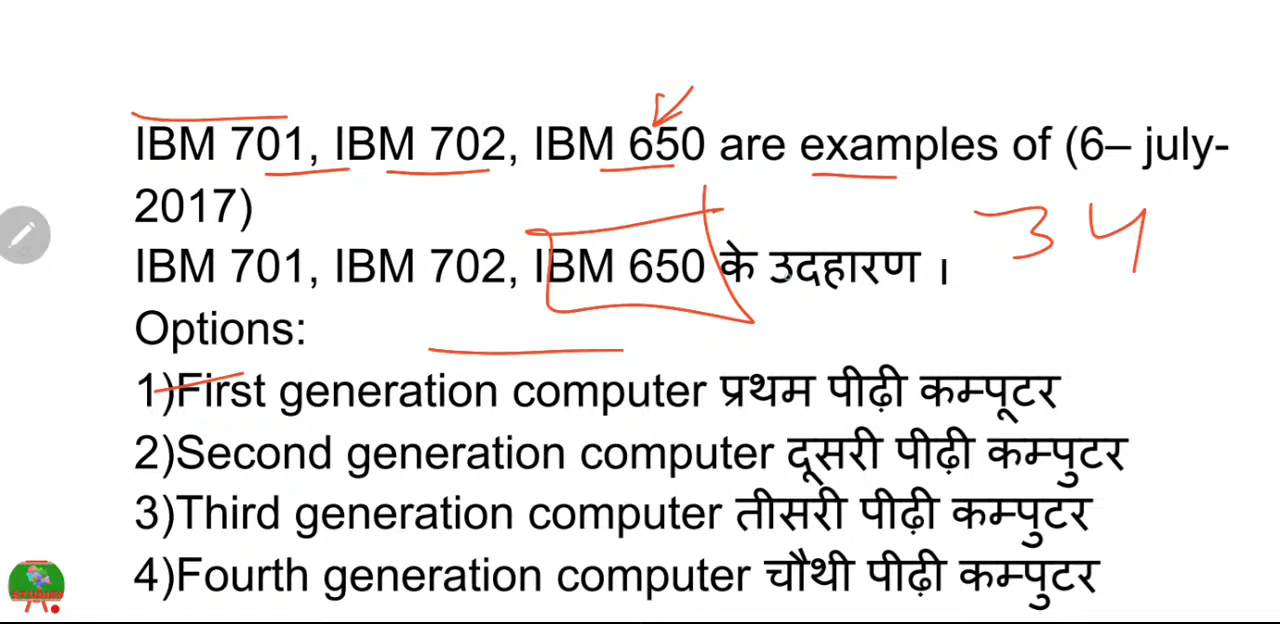 IBM 701, IBM 702, IBM 650 are examples of (6– july-
2017)
34
IBM 701, IBM 702, IBM 650 के उदहारण ।
Options:
1)First generation computer प्रथम पीढ़ी कम्पूटर
2)Second generation computer दूसरी पीढ़ी कम्पुटर
3)Third generation computer तीसरी पीढ़ी कम्पुटर
4)Fourth generation computer चौथी पीढ़ी कम्पुटर